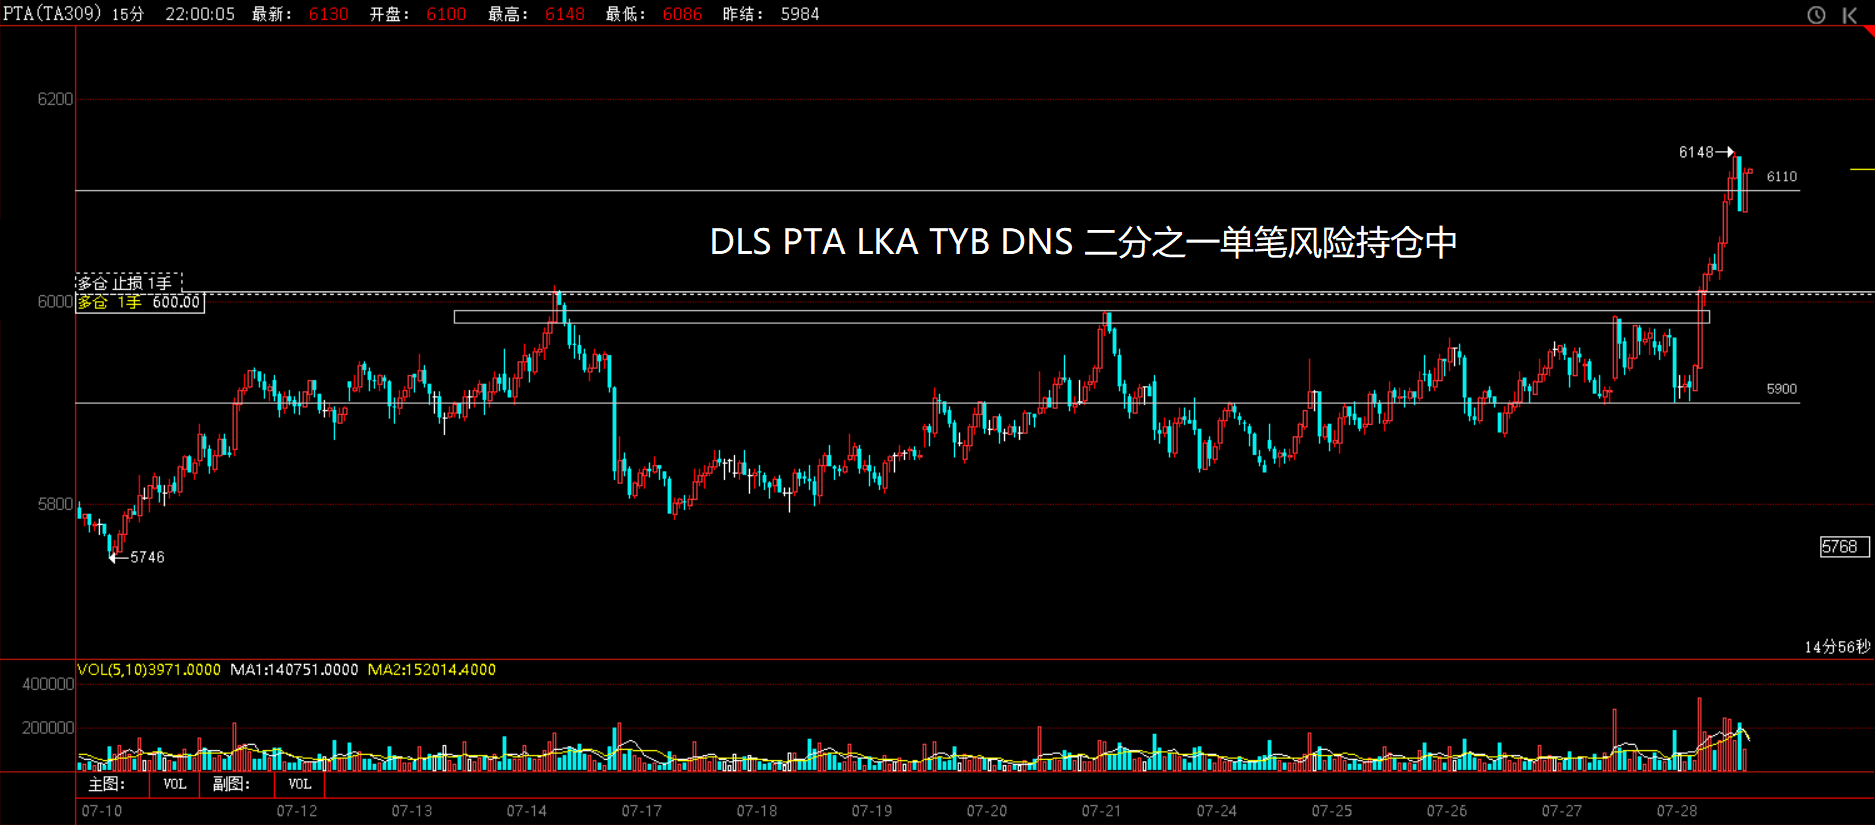 PTA(TA309) 15分 22:00:05 最新: 6130 开盘: 6100 最高: 6148 最低: 6086 昨结: 5984
6200
6148
6110
DLS PTA LKA TYB DNS 二分之一单笔风险持仓中
多仓 止损 1手
6000 多仓 1手 600.00
5900
5800
5746
5768
14分56秒
VOL(5,10)3971.0000 MA1:140751.0000 MA2:152014.4000
400000
200000
主图: VOL 副图: VOL
07-10 07-12 07-13 07-14 07-17 07-18 07-19 07-20 07-21 07-24 07-25 07-26 07-27 07-28